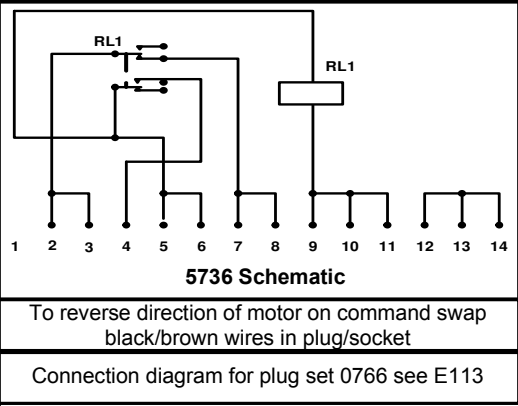 RL1
RL1
1 2 3 4 5 6 7 8 9 10 11 12 13 14
5736 Schematic
To reverse direction of motor on command swap
black/brown wires in plug/socket
Connection diagram for plug set 0766 see E113